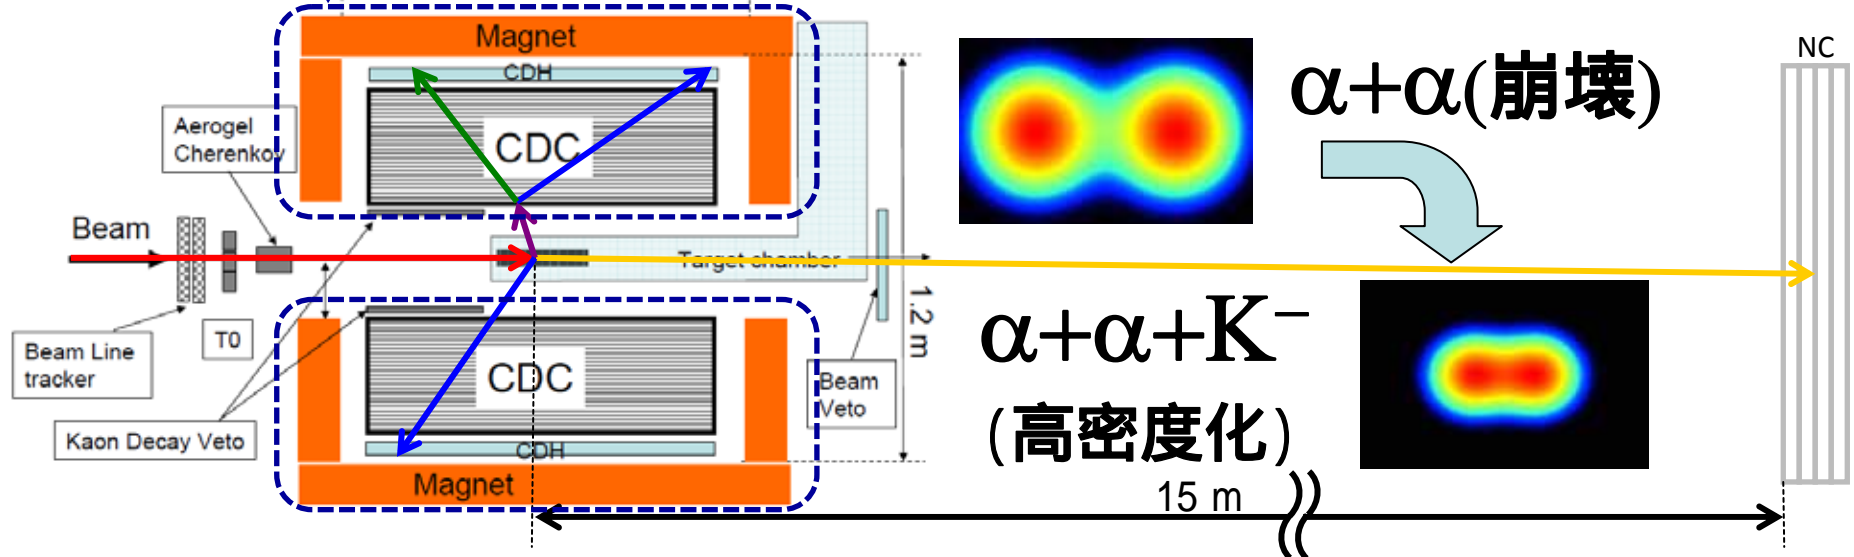 Magnet
CDH
CDC
Aerogel
Cherenkov
Beam
Target chamber
T0
Beam Line
tracker
Kaon Decay Veto
1.2 m
Beam
Veto
CDC
CDH
Magnet
α+α(崩壊)
NC
α+α+K⁻
(高密度化)
15 m